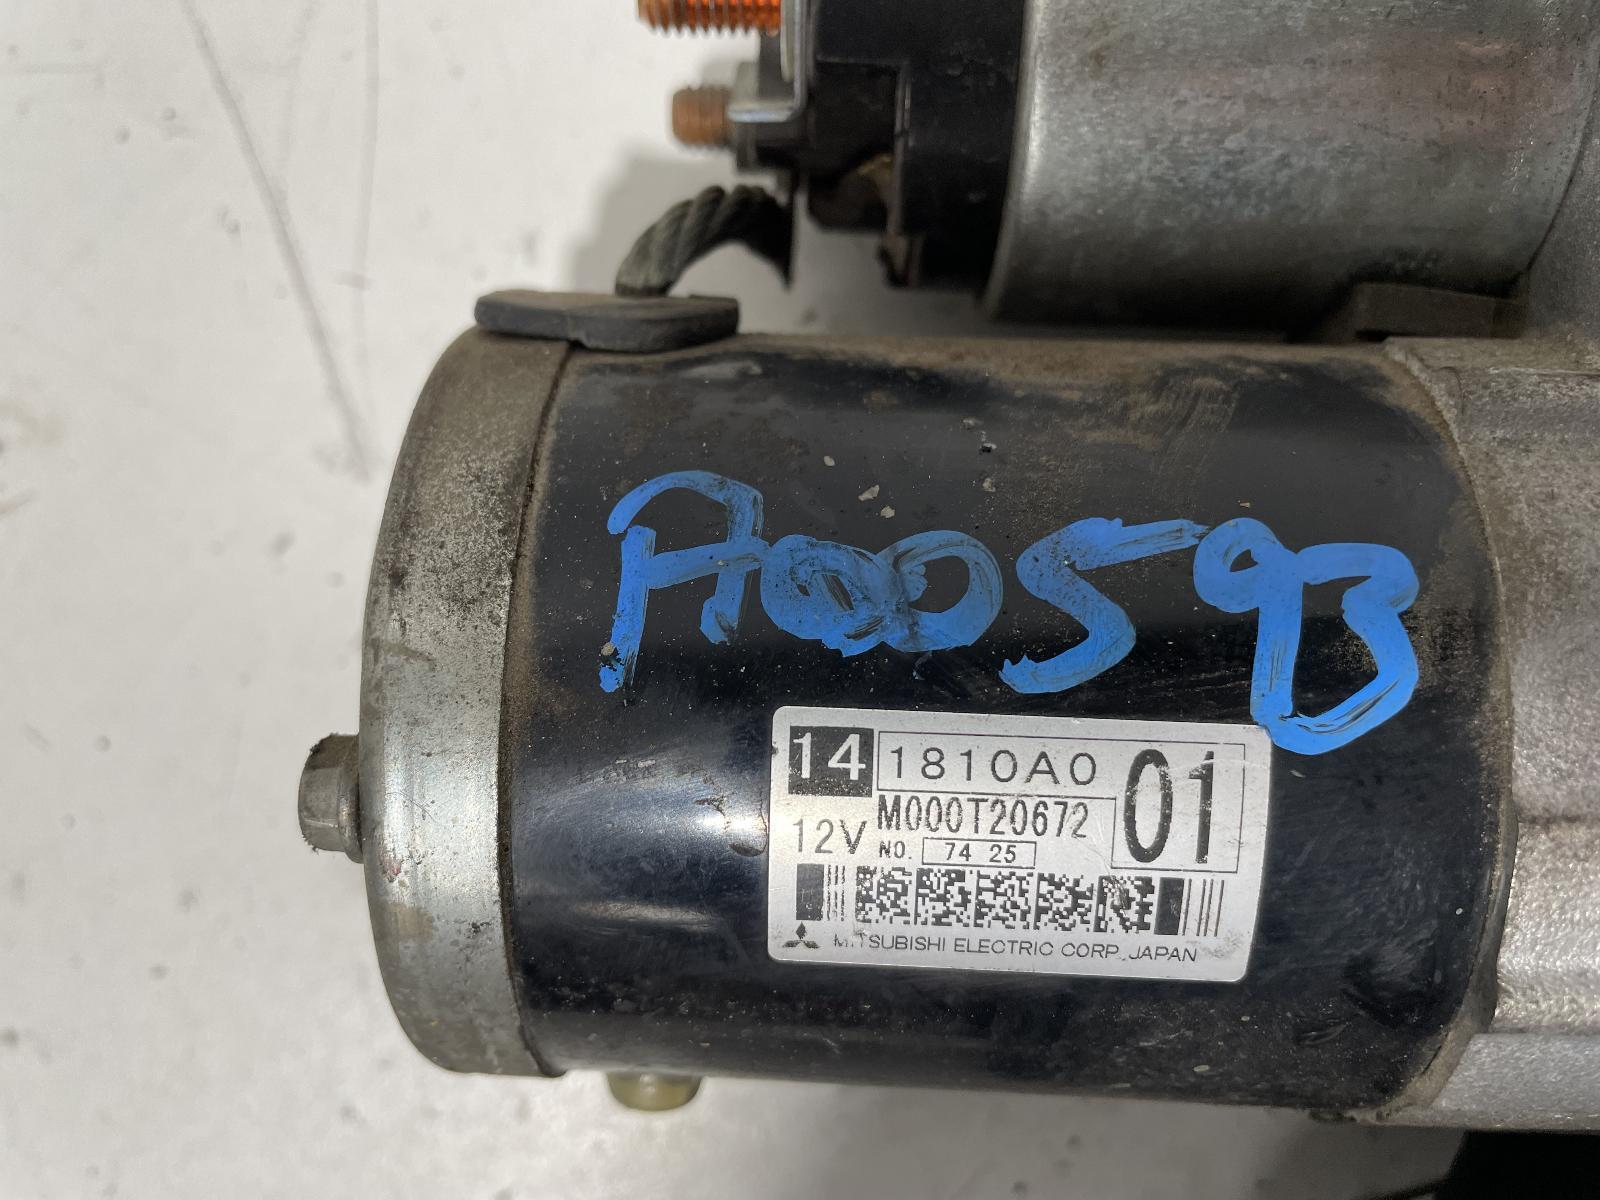 A00593
14 1810A0 01
M000T20672
12V NO. 74 25
MITSUBISHI ELECTRIC CORP. JAPAN